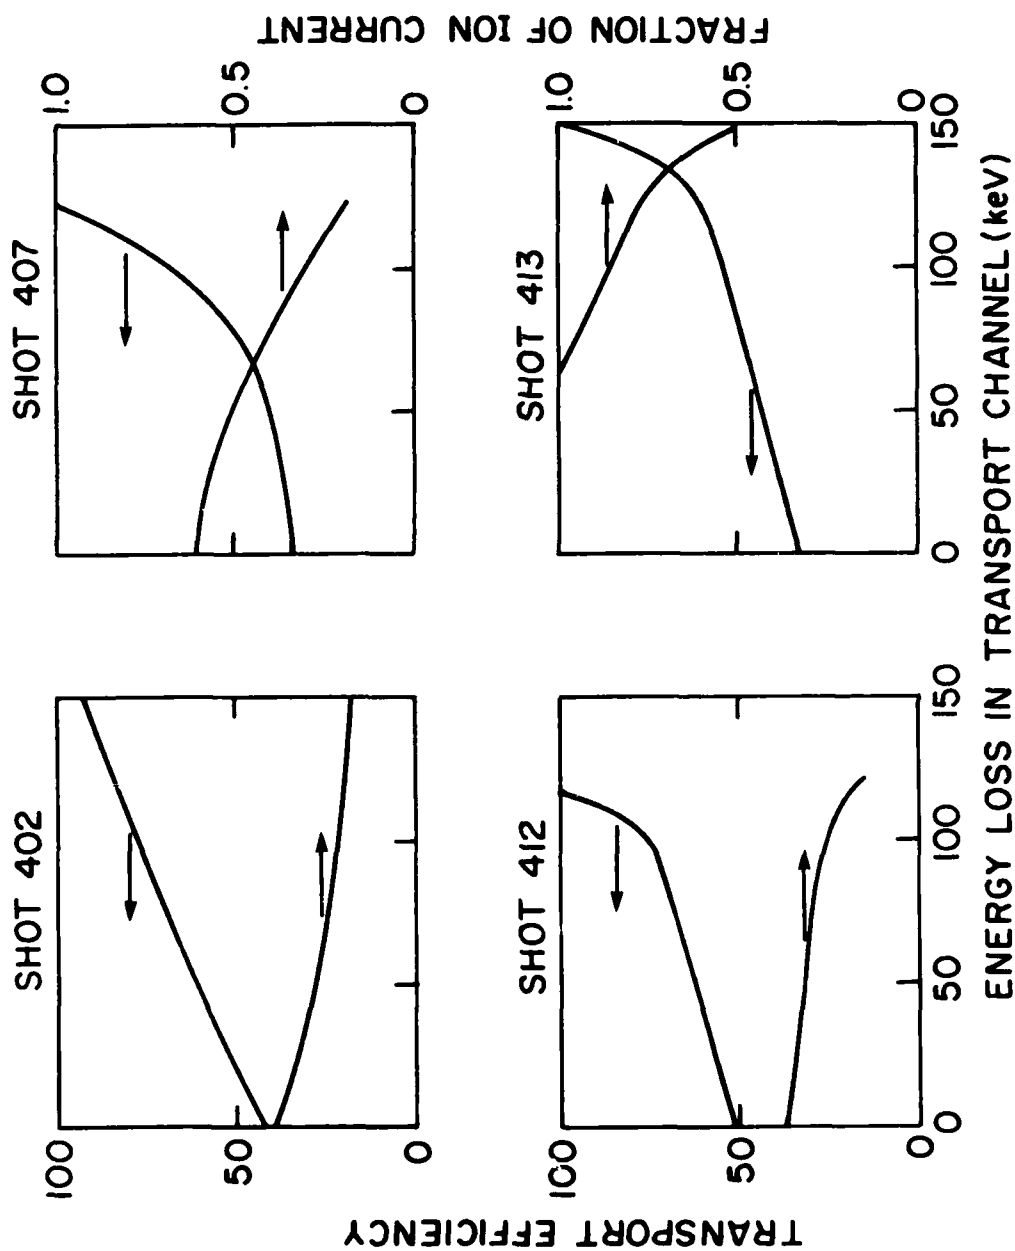 SHOT 402
SHOT 407
100
50
0
1.0
0.5
0
SHOT 412
SHOT 413
100
50
0
1.0
0.5
0
0 50 100 150
0 50 100 150
TRANSPORT EFFICIENCY
FRACTION OF ION CURRENT
ENERGY LOSS IN TRANSPORT CHANNEL (keV)